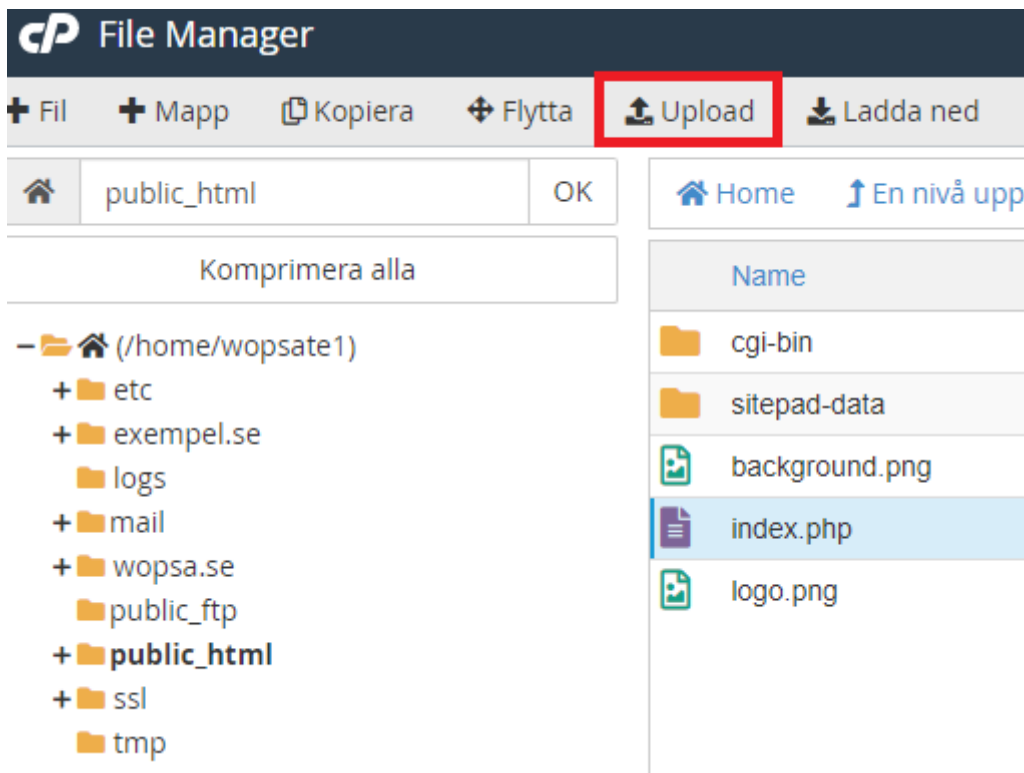 cP File Manager
+ Fil + Mapp Kopiera Flytta Upload Ladda ned
public_html OK
Komprimera alla
− (/home/wopsate1)
+ etc
+ exempel.se
logs
+ mail
+ wopsa.se
public_ftp
+ public_html
+ ssl
tmp
Home En nivå upp
Name
cgi-bin
sitepad-data
background.png
index.php
logo.png